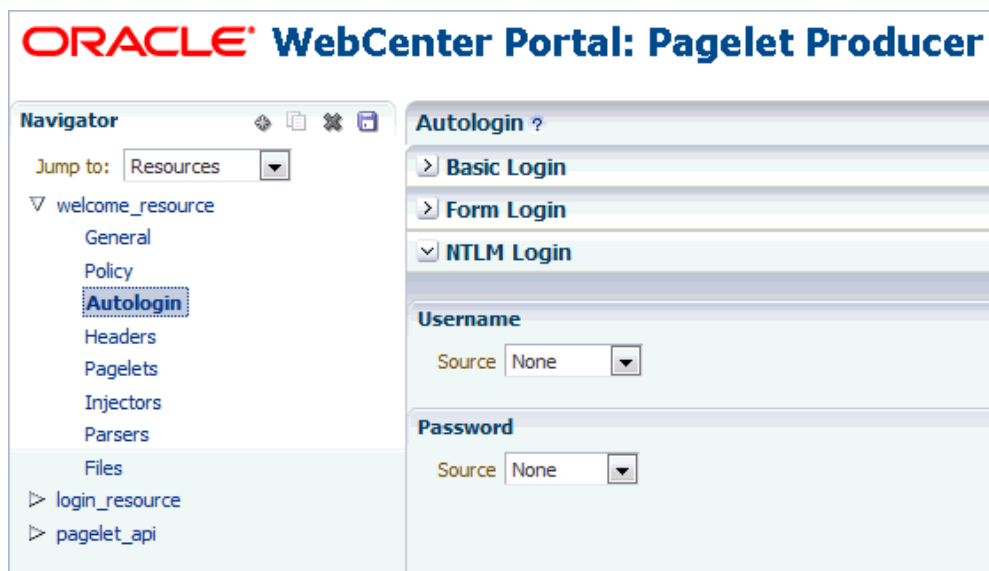 ORACLE WebCenter Portal: Pagelet Producer
Navigator
Jump to: Resources
welcome_resource
General
Policy
Autologin
Headers
Pagelets
Injectors
Parsers
Files
login_resource
pagelet_api
Autologin ?
Basic Login
Form Login
NTLM Login
Username
Source None
Password
Source None